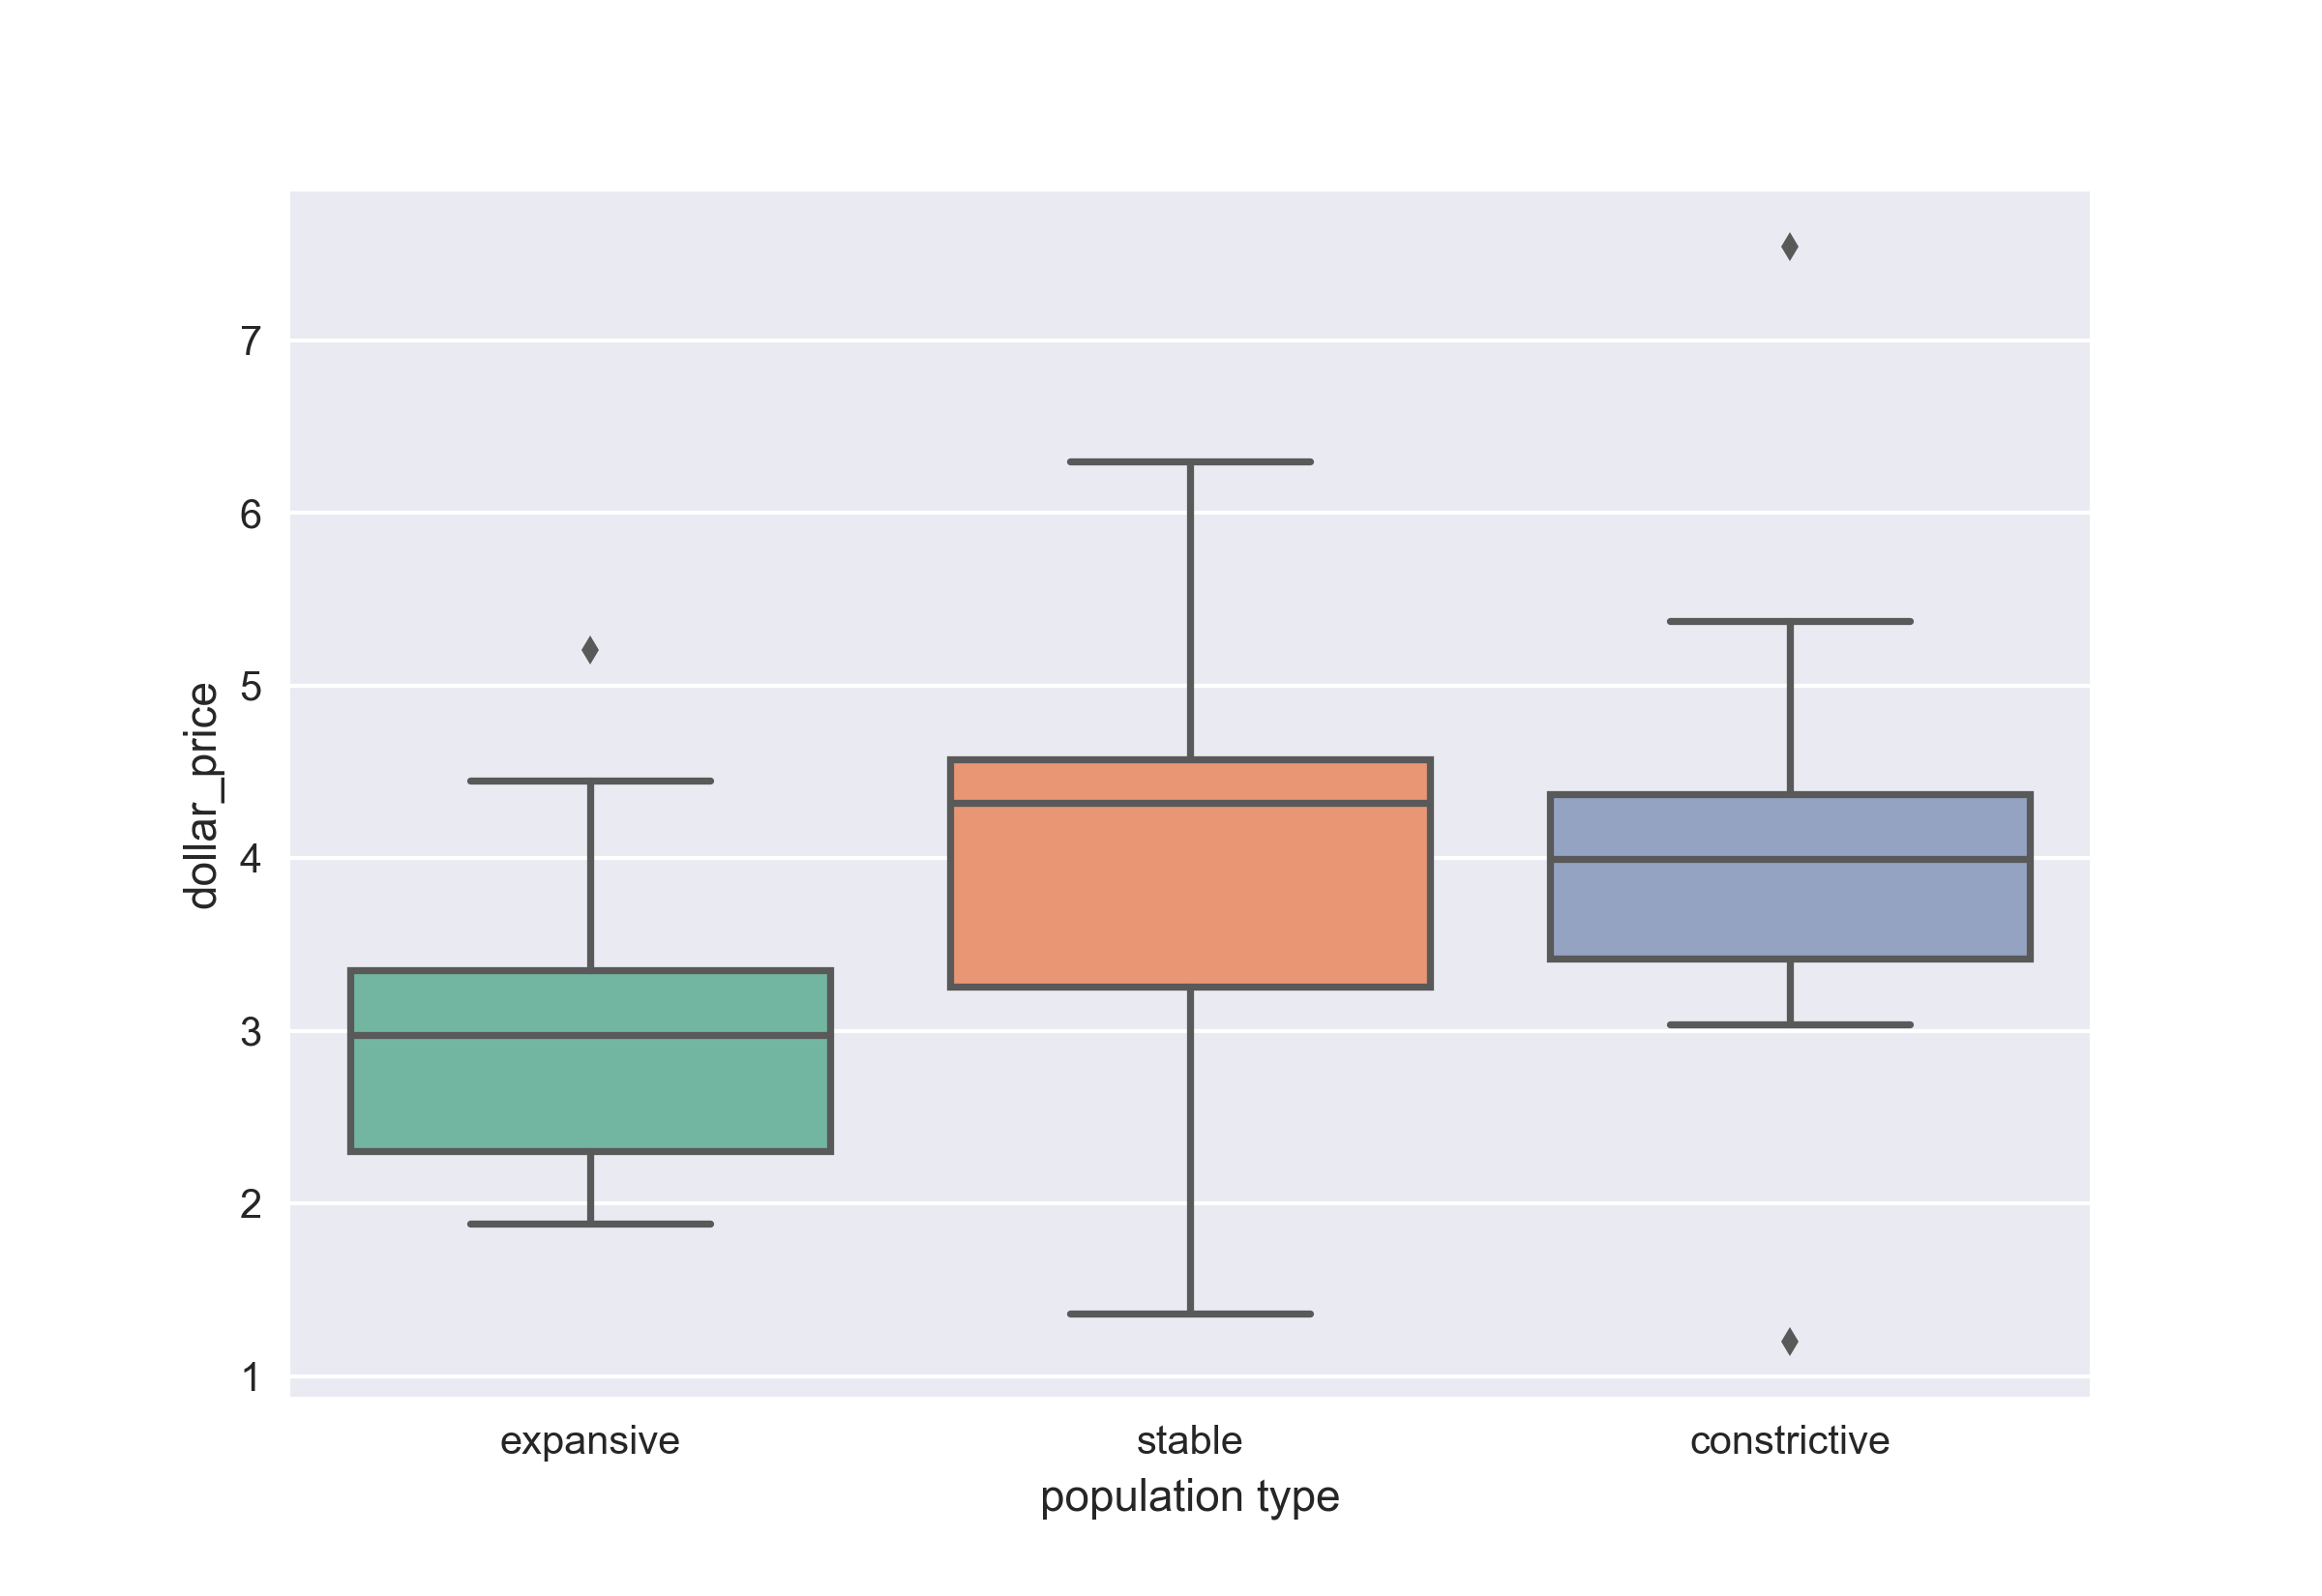 7
6
5
4
3
2
1
dollar_price
expansive stable constrictive
population type